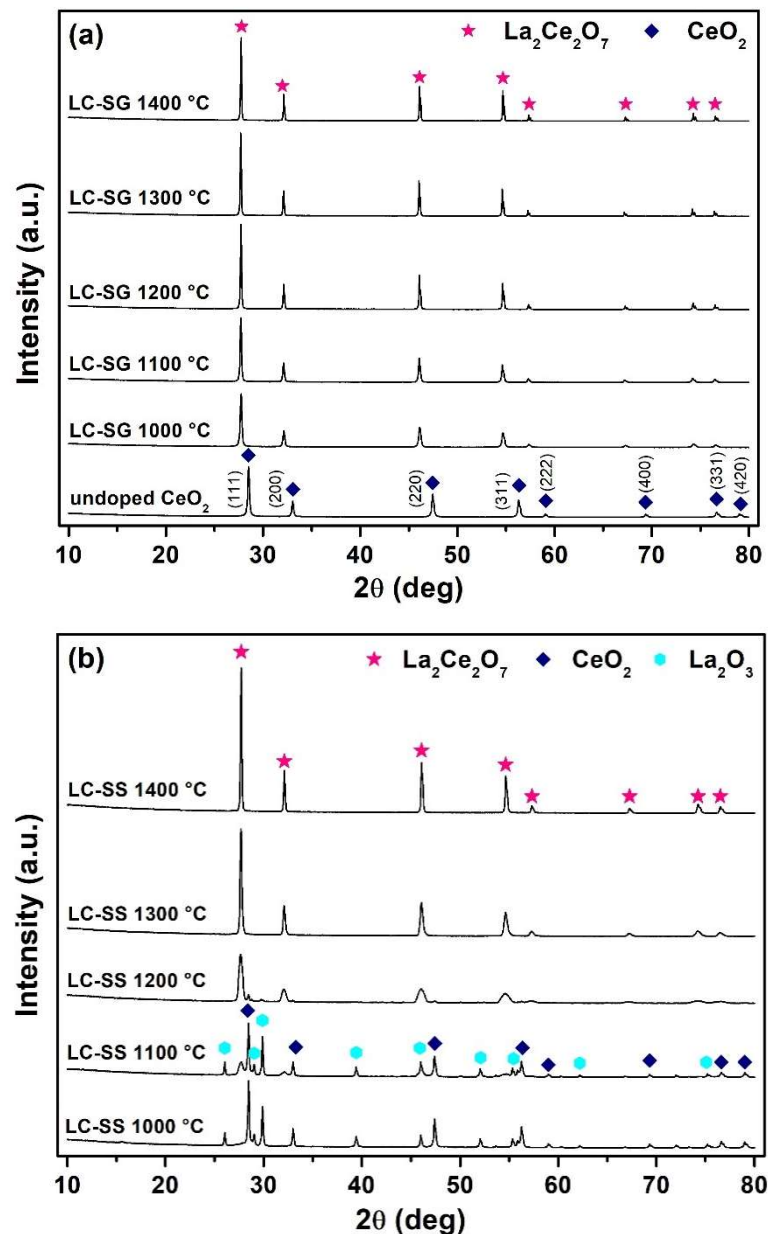 (a)
★ La₂Ce₂O₇ ◆ CeO₂
LC-SG 1400 °C
LC-SG 1300 °C
LC-SG 1200 °C
LC-SG 1100 °C
LC-SG 1000 °C
undoped CeO₂
(111)
(200)
(220)
(311)
(222)
(400)
(331)
(420)
Intensity (a.u.)
10 20 30 40 50 60 70 80
2θ (deg)
(b)
★ La₂Ce₂O₇ ◆ CeO₂ ⬢ La₂O₃
LC-SS 1400 °C
LC-SS 1300 °C
LC-SS 1200 °C
LC-SS 1100 °C
LC-SS 1000 °C
Intensity (a.u.)
10 20 30 40 50 60 70 80
2θ (deg)